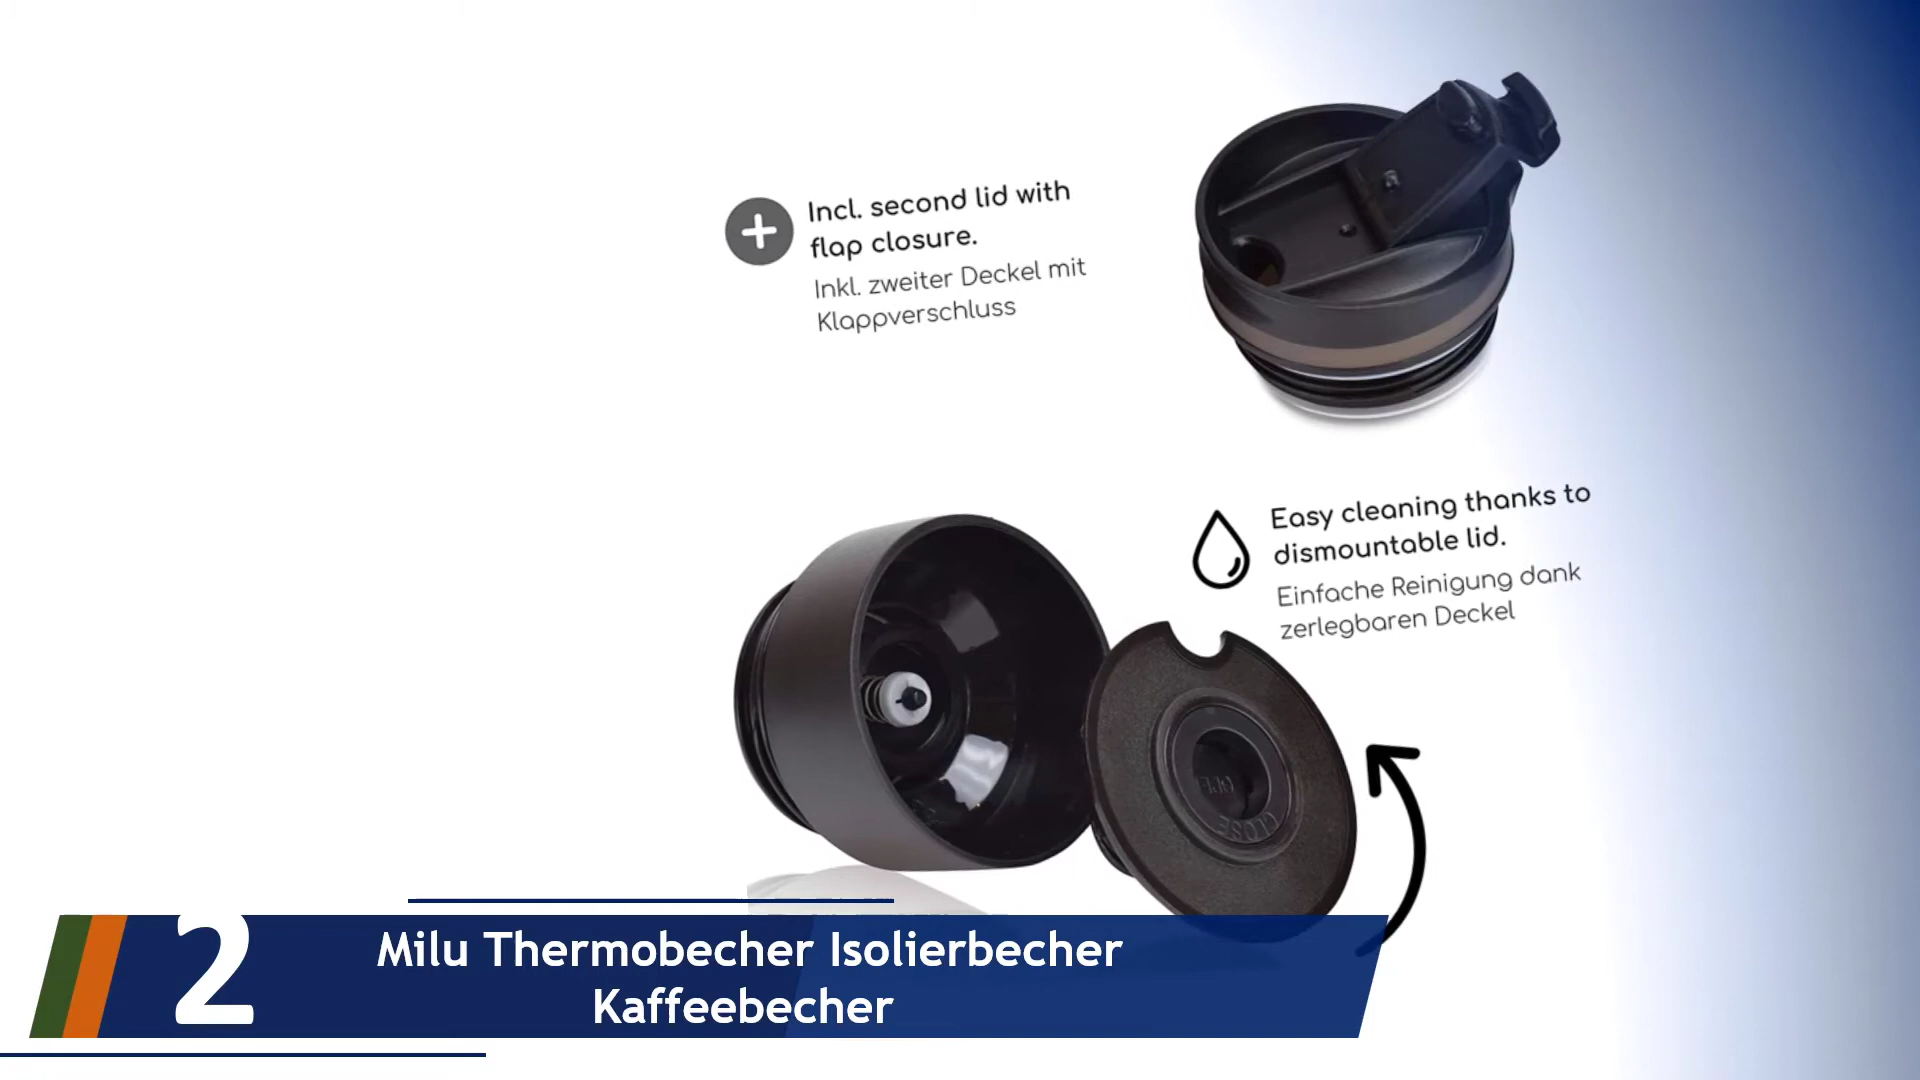 Incl. second lid with
flap closure.
Inkl. zweiter Deckel mit
Klappverschluss
Easy cleaning thanks to
dismountable lid.
Einfache Reinigung dank
zerlegbaren Deckel
CLOSE
2
Milu Thermobecher Isolierbecher
Kaffeebecher